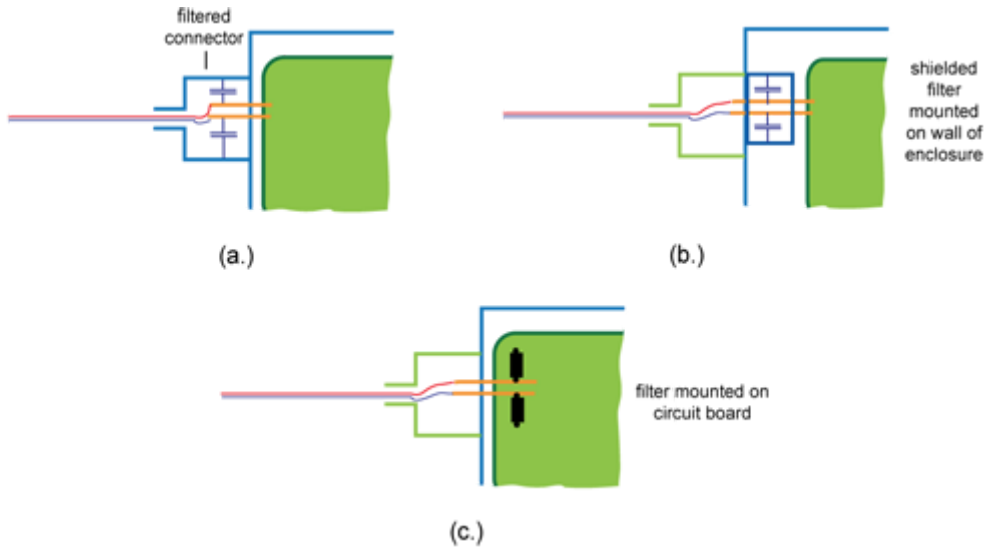 filtered
connector
(a.)
shielded
filter
mounted
on wall of
enclosure
(b.)
filter mounted on
circuit board
(c.)